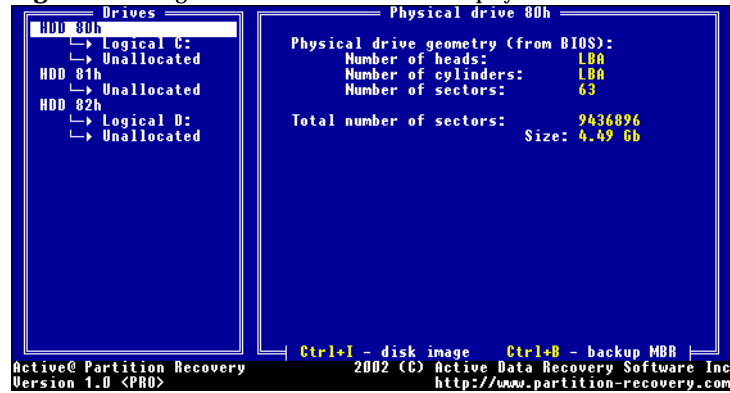 Drives
HDD 80h
Logical C:
Unallocated
HDD 81h
Unallocated
HDD 82h
Logical D:
Unallocated
Physical drive 80h
Physical drive geometry (from BIOS):
Number of heads: LBA
Number of cylinders: LBA
Number of sectors: 63
Total number of sectors: 9436896
Size: 4.49 Gb
Ctrl+I - disk image Ctrl+B - backup MBR
Active@ Partition Recovery 2002 (C) Active Data Recovery Software Inc
Version 1.0 <PRO> http://www.partition-recovery.com